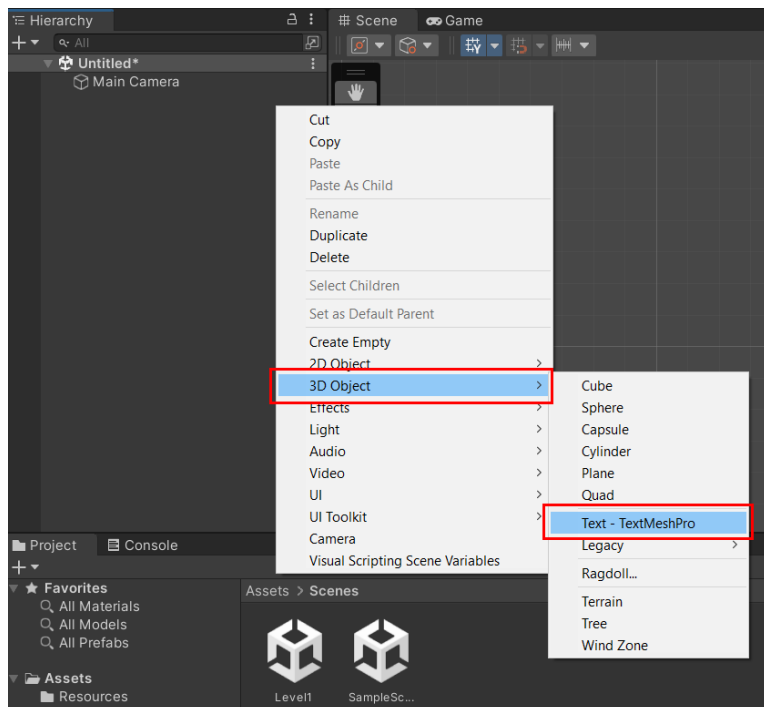 Hierarchy
Scene
Game
All
Untitled*
Main Camera
Cut
Copy
Paste
Paste As Child
Rename
Duplicate
Delete
Select Children
Set as Default Parent
Create Empty
2D Object
3D Object
Effects
Light
Audio
Video
UI
UI Toolkit
Camera
Visual Scripting Scene Variables
Cube
Sphere
Capsule
Cylinder
Plane
Quad
Text - TextMeshPro
Legacy
Ragdoll...
Terrain
Tree
Wind Zone
Project
Console
Favorites
All Materials
All Models
All Prefabs
Assets
Resources
Assets > Scenes
Level1
SampleSc...